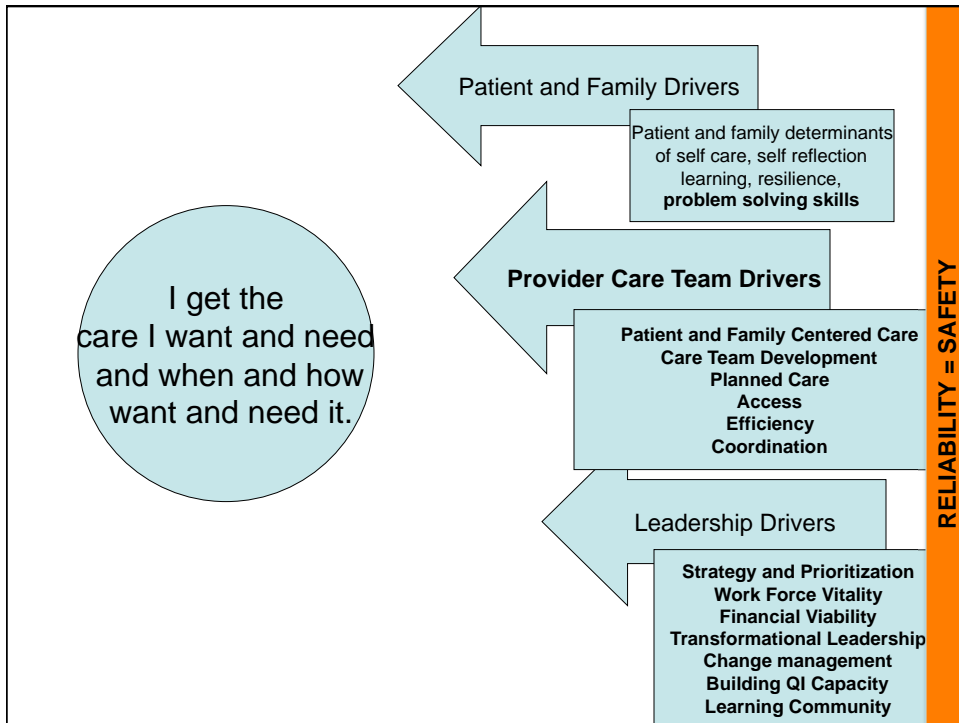 Patient and Family Drivers
Patient and family determinants
of self care, self reflection
learning, resilience,
problem solving skills
I get the
care I want and need
and when and how
want and need it.
Provider Care Team Drivers
Patient and Family Centered Care
Care Team Development
Planned Care
Access
Efficiency
Coordination
Leadership Drivers
Strategy and Prioritization
Work Force Vitality
Financial Viability
Transformational Leadership
Change management
Building QI Capacity
Learning Community
RELIABILITY = SAFETY